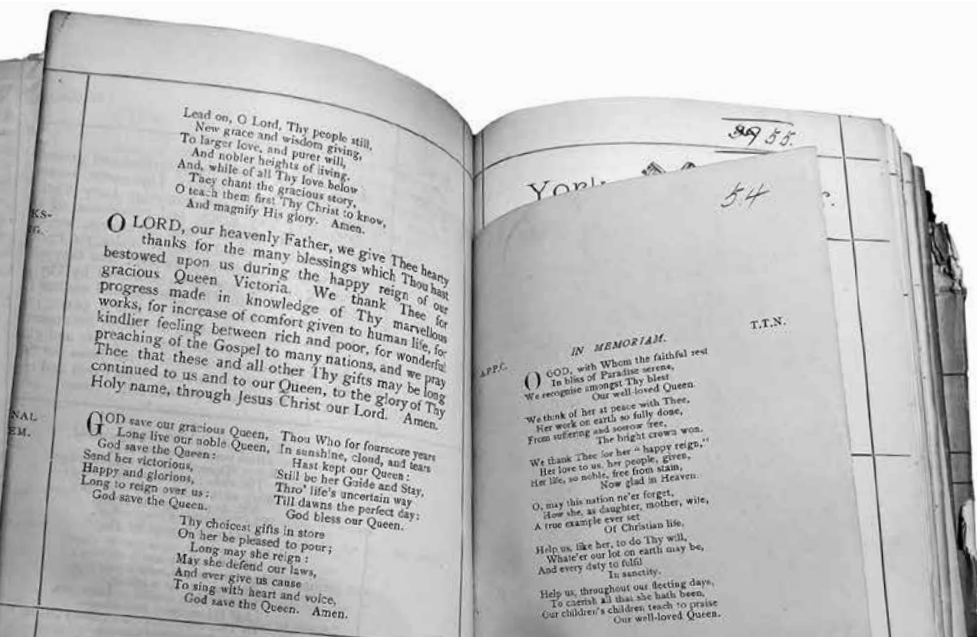 Lead on, O Lord, Thy people still,
New grace and wisdom giving,
To larger love, and purer will,
And nobler heights of living.
And, while of all Thy love below
They chant the gracious story,
O teach them first Thy Christ to know,
And magnify His glory. Amen.
KS-
G.
O LORD, our heavenly Father, we give Thee hearty
thanks for the many blessings which Thou hast
bestowed upon us during the happy reign of our
gracious Queen Victoria. We thank Thee for
progress made in knowledge of Thy marvellous
works, for increase of comfort given to human life, for
kindlier feeling between rich and poor, for wonderful
preaching of the Gospel to many nations, and we pray
Thee that these and all other Thy gifts may be long
continued to us and to our Queen, to the glory of Thy
Holy name, through Jesus Christ our Lord. Amen.
NAL
EM.
GOD save our gracious Queen,
Long live our noble Queen,
God save the Queen:
Send her victorious,
Happy and glorious,
Long to reign over us:
God save the Queen.
Thou Who for fourscore years
In sunshine, cloud, and tears
Hast kept our Queen:
Still be her Guide and Stay,
Thro' life's uncertain way
Till dawns the perfect day:
God bless our Queen.
Thy choicest gifts in store
On her be pleased to pour;
Long may she reign:
May she defend our laws,
And ever give us cause
To sing with heart and voice,
God save the Queen. Amen.
55.
York
r.
54
T.T.N.
IN MEMORIAM.
APP.C.
O GOD, with Whom the faithful rest
In bliss of Paradise serene,
We recognise amongst Thy blest
Our well-loved Queen.
We think of her at peace with Thee,
Her work on earth so fully done,
From suffering and sorrow free,
The bright crown won.
We thank Thee for her "happy reign,"
Her love to us, her people, given,
Her life, so noble, free from stain,
Now glad in Heaven.
O, may this nation ne'er forget,
How she, as daughter, mother, wife,
A true example ever set
Of Christian life.
Help us, like her, to do Thy will,
Whate'er our lot on earth may be,
And every duty to fulfil
In sanctity.
Help us, throughout our fleeting days,
To cherish all that she hath been,
Our children's children teach to praise
Our well-loved Queen.